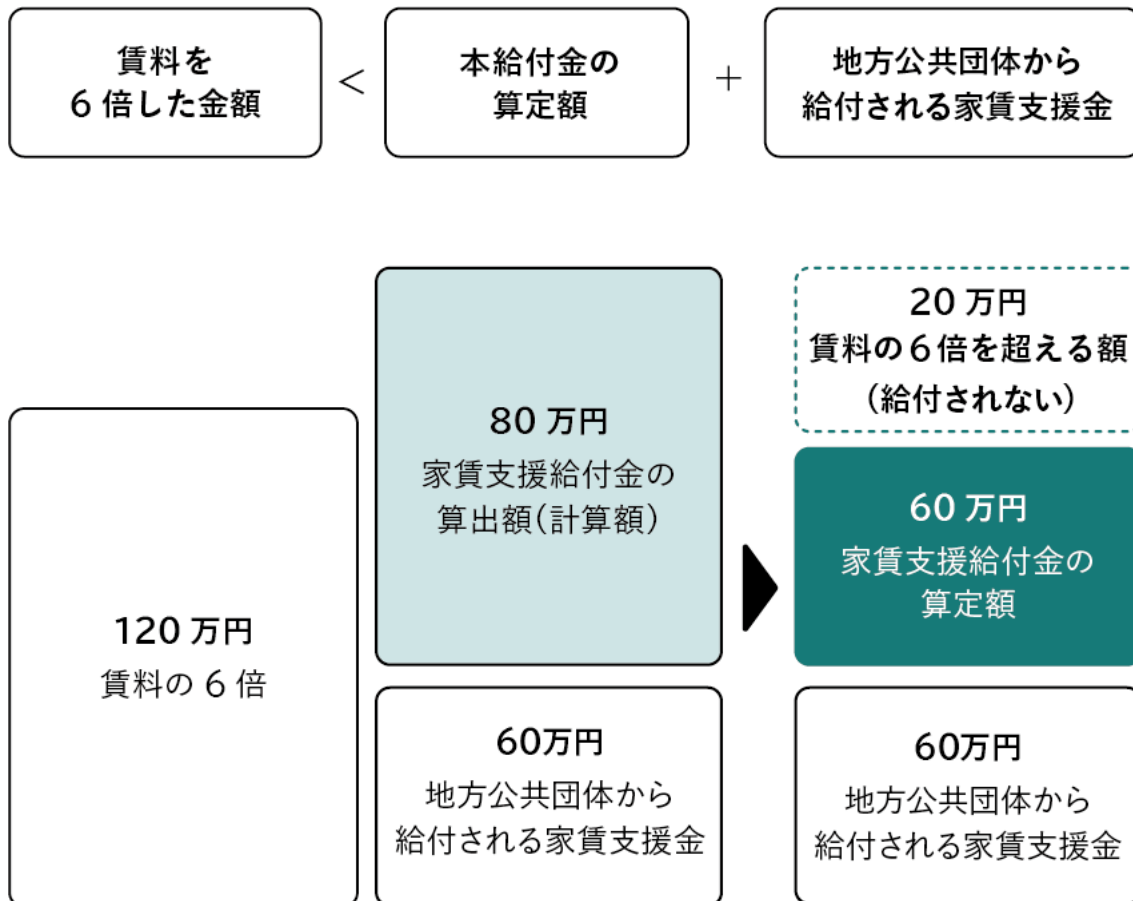 賃料を
6倍した金額
<
本給付金の
算定額
+
地方公共団体から
給付される家賃支援金
120万円
賃料の6倍
80万円
家賃支援給付金の
算出額(計算額)
60万円
地方公共団体から
給付される家賃支援金
20万円
賃料の6倍を超える額
(給付されない)
60万円
家賃支援給付金の
算定額
60万円
地方公共団体から
給付される家賃支援金